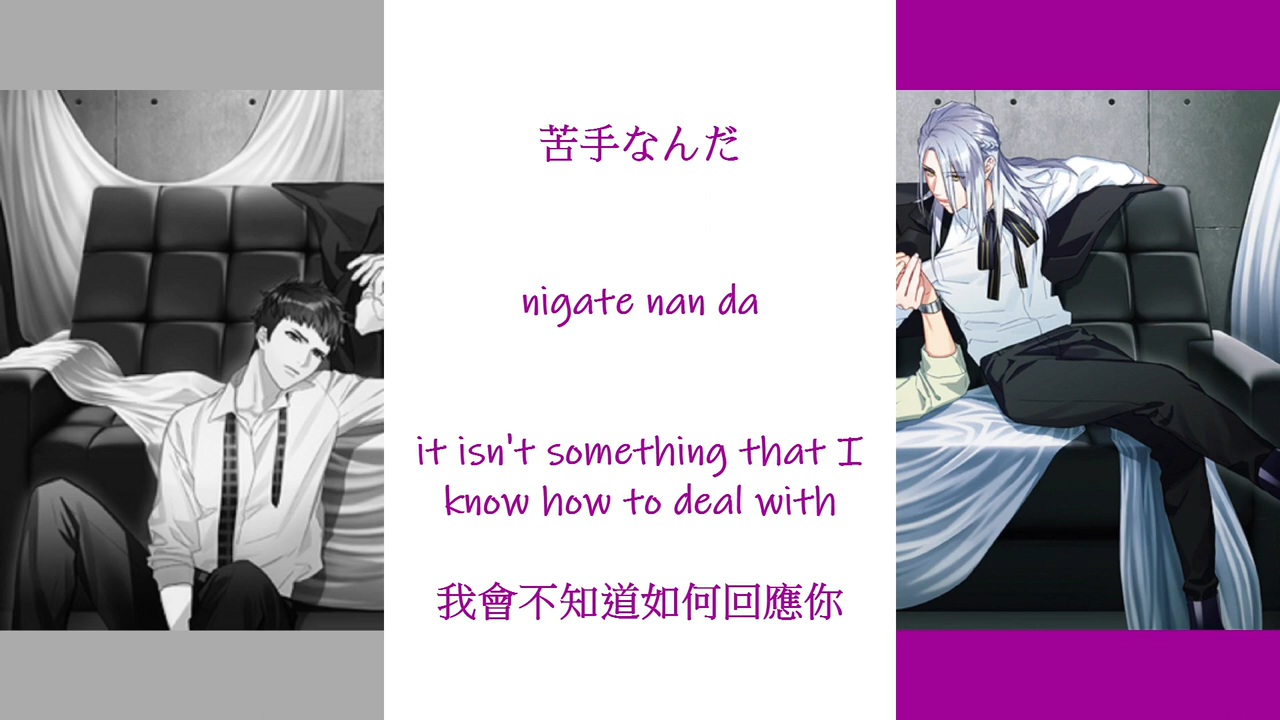 苦手なんだ
nigate nan da
it isn't something that I
know how to deal with
我會不知道如何回應你